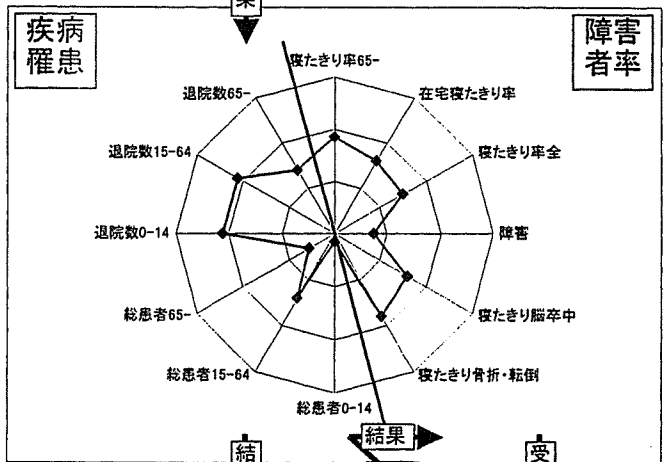 果
疾病
罹患
障害
者率
寝たきり率65-
退院数65-
在宅寝たきり率
退院数15-64
寝たきり率全
退院数0-14
障害
総患者65-
寝たきり脳卒中
総患者15-64
寝たきり骨折・転倒
総患者0-14
結果
結
受